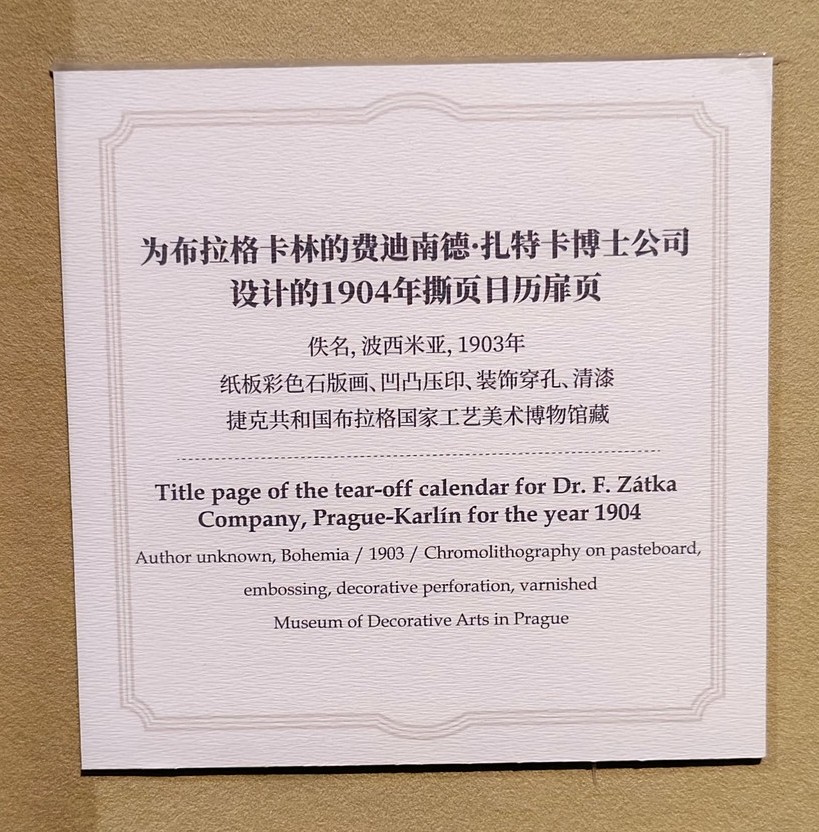 为布拉格卡林的费迪南德·扎特卡博士公司
设计的1904年撕页日历扉页
佚名, 波西米亚, 1903年
纸板彩色石版画、凹凸压印、装饰穿孔、清漆
捷克共和国布拉格国家工艺美术博物馆藏
Title page of the tear-off calendar for Dr. F. Zátka
Company, Prague-Karlín for the year 1904
Author unknown, Bohemia / 1903 / Chromolithography on pasteboard,
embossing, decorative perforation, varnished
Museum of Decorative Arts in Prague